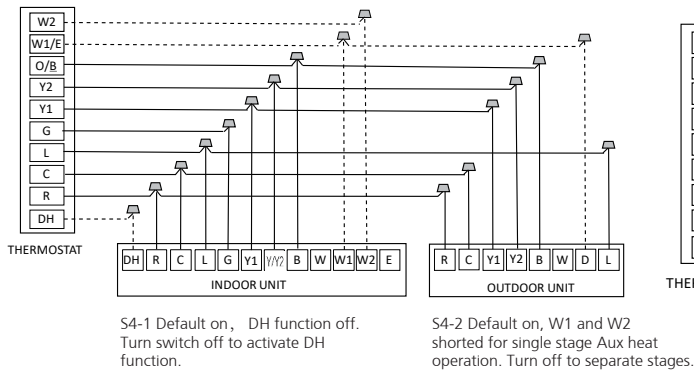 W2
W1/E
O/B
Y2
Y1
G
L
C
R
DH
THERMOSTAT
DH R C L G Y1 Y/Y2 B W W1 W2 E
INDOOR UNIT
R C Y1 Y2 B W D L
OUTDOOR UNIT
S4-1 Default on, DH function off.
Turn switch off to activate DH
function.
S4-2 Default on, W1 and W2
shorted for single stage Aux heat
operation. Turn off to separate stages.
THER